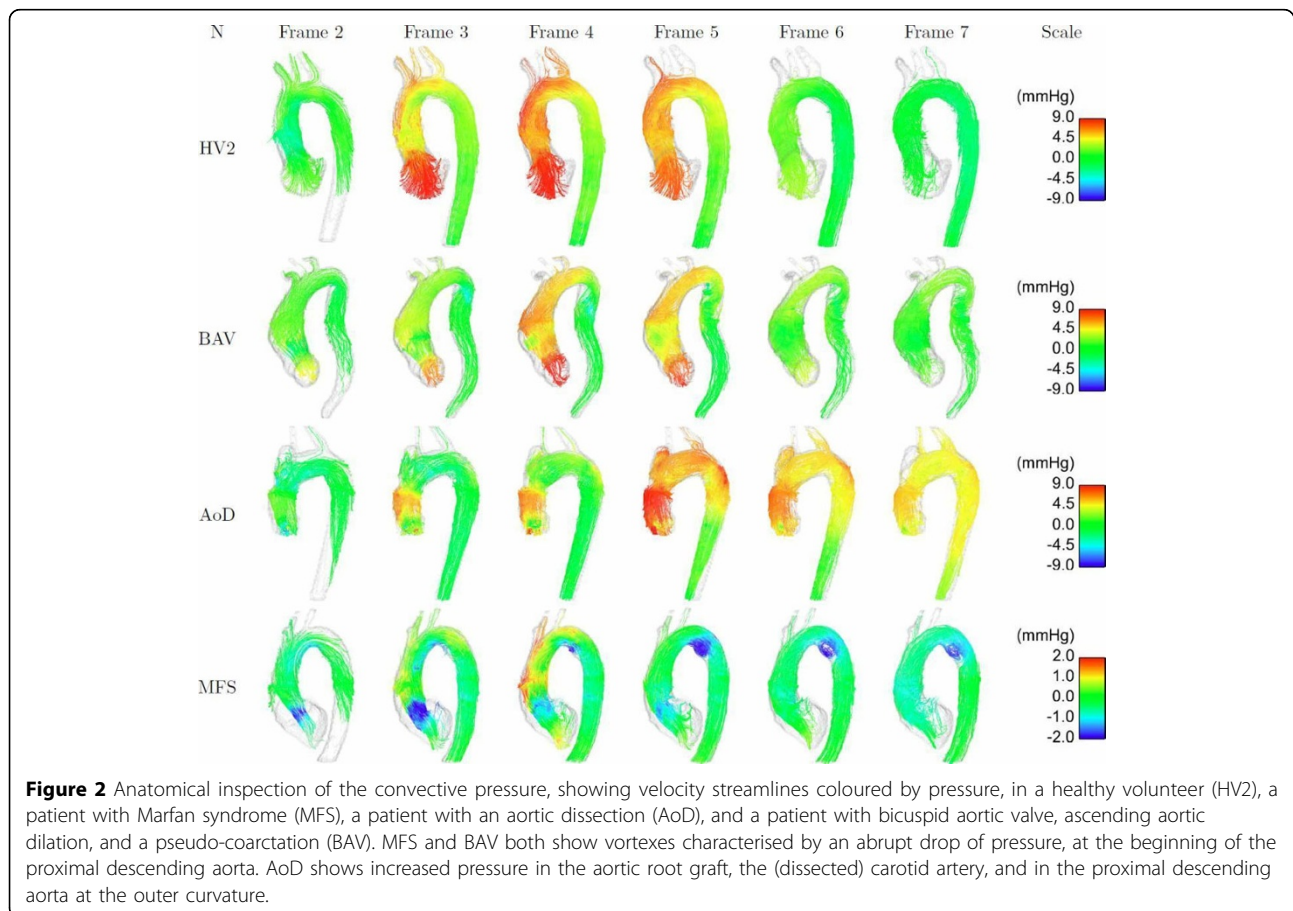 N Frame 2 Frame 3 Frame 4 Frame 5 Frame 6 Frame 7 Scale
HV2
(mmHg)
9.0
4.5
0.0
-4.5
-9.0
BAV
(mmHg)
9.0
4.5
0.0
-4.5
-9.0
AoD
(mmHg)
9.0
4.5
0.0
-4.5
-9.0
MFS
(mmHg)
2.0
1.0
0.0
-1.0
-2.0
Figure 2 Anatomical inspection of the convective pressure, showing velocity streamlines coloured by pressure, in a healthy volunteer (HV2), a
patient with Marfan syndrome (MFS), a patient with an aortic dissection (AoD), and a patient with bicuspid aortic valve, ascending aortic
dilation, and a pseudo-coarctation (BAV). MFS and BAV both show vortexes characterised by an abrupt drop of pressure, at the beginning of the
proximal descending aorta. AoD shows increased pressure in the aortic root graft, the (dissected) carotid artery, and in the proximal descending
aorta at the outer curvature.